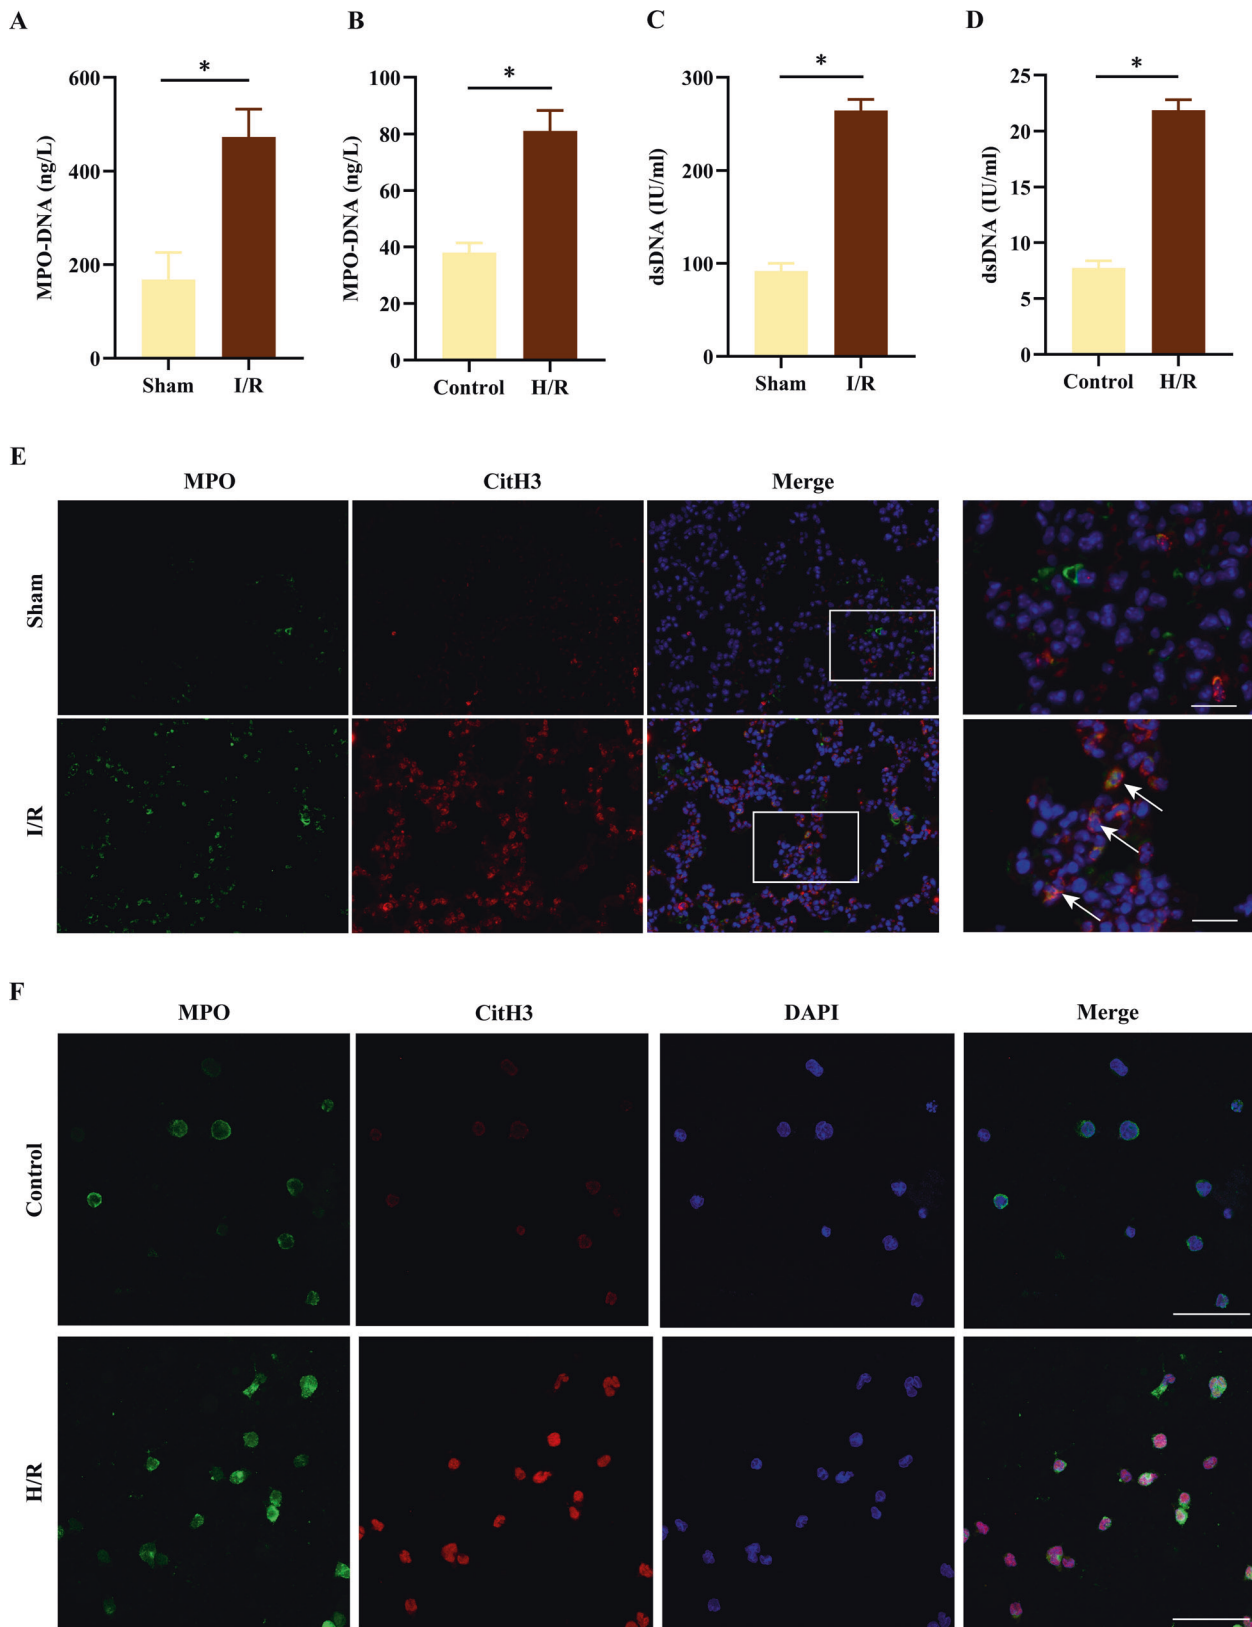 A
B
C
D
*
*
*
*
MPO-DNA (ng/L)
600
400
200
0
Sham I/R
MPO-DNA (ng/L)
100
80
60
40
20
0
Control H/R
dsDNA (IU/ml)
300
200
100
0
Sham I/R
dsDNA (IU/ml)
25
20
15
10
5
0
Control H/R
E
MPO CitH3 Merge
Sham
I/R
F
MPO CitH3 DAPI Merge
Control
H/R